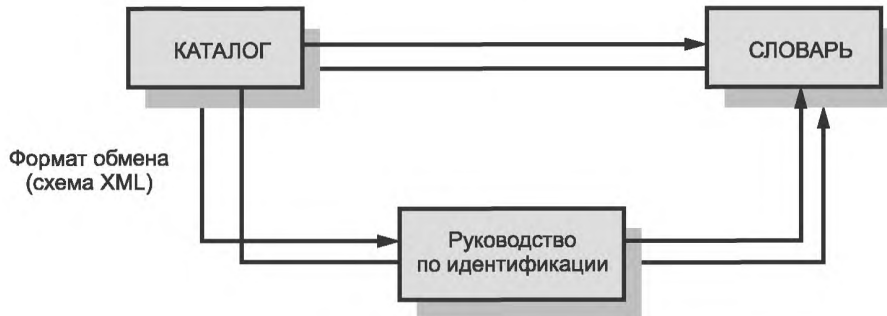 КАТАЛОГ
СЛОВАРЬ
Формат обмена
(схема XML)
Руководство
по идентификации